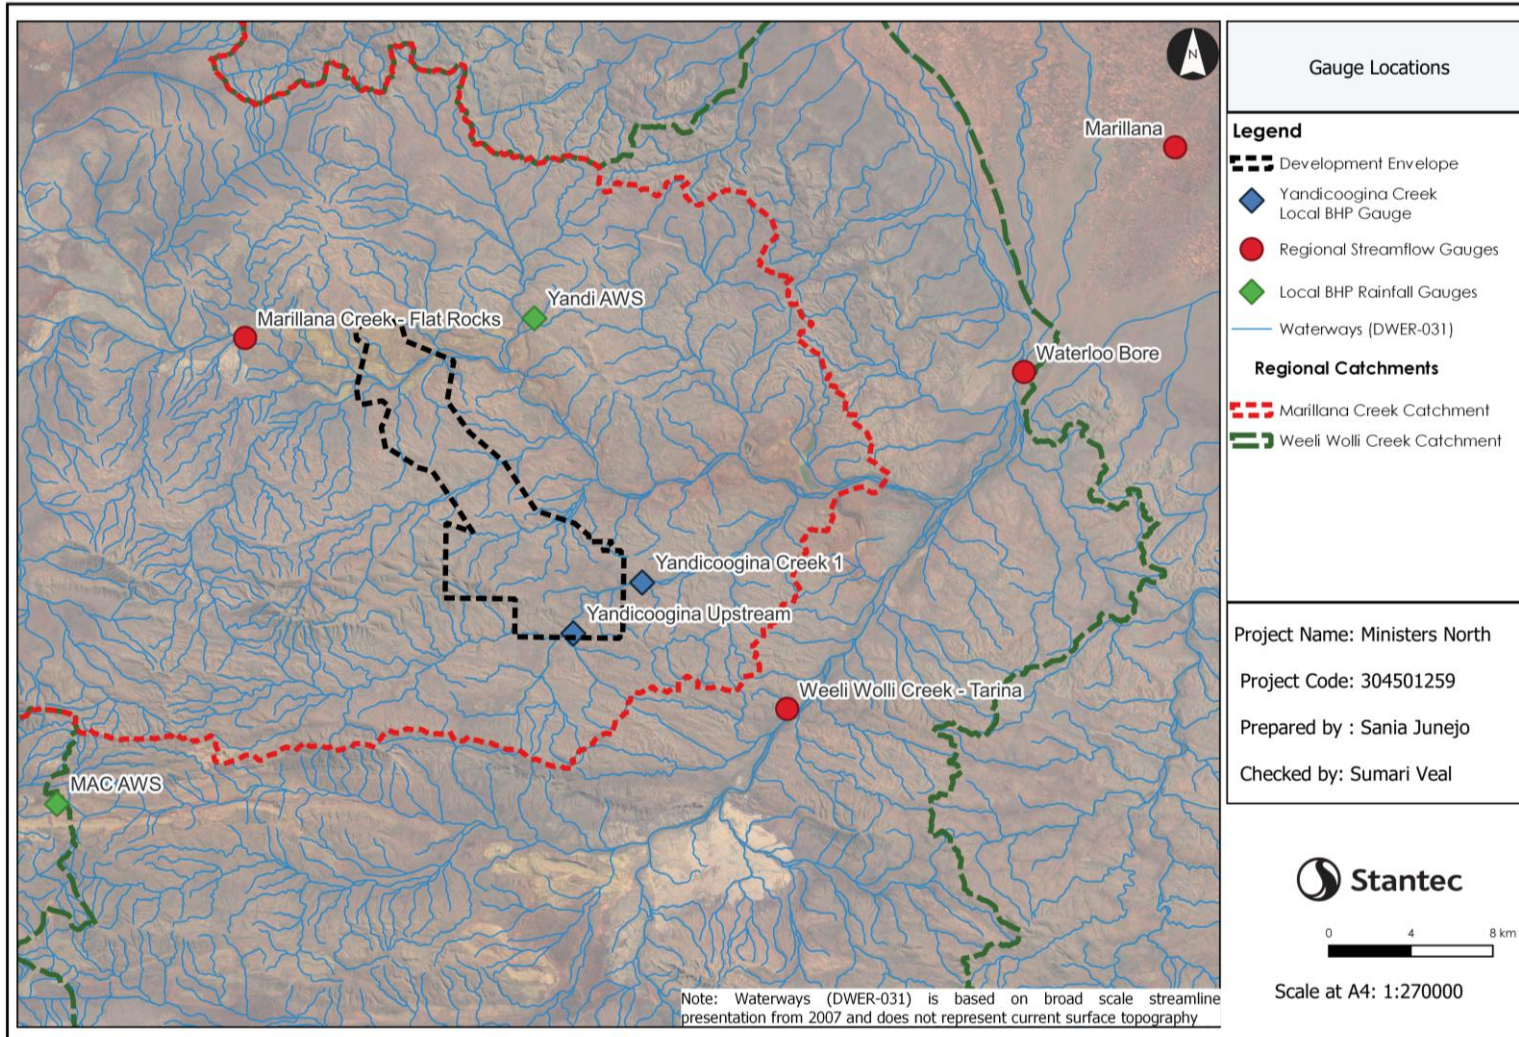 N
Marillana
Yandi AWS
Marillana Creek - Flat Rocks
Waterloo Bore
Yandicoogina Creek 1
Yandicoogina Upstream
Weeli Wolli Creek - Tarina
MAC AWS
Note: Waterways (DWER-031) is based on broad scale streamline
presentation from 2007 and does not represent current surface topography
Gauge Locations
Legend
Development Envelope
Yandicoogina Creek
Local BHP Gauge
Regional Streamflow Gauges
Local BHP Rainfall Gauges
Waterways (DWER-031)
Regional Catchments
Marillana Creek Catchment
Weeli Wolli Creek Catchment
Project Name: Ministers North
Project Code: 304501259
Prepared by : Sania Junejo
Checked by: Sumari Veal
Stantec
0 4 8 km
Scale at A4: 1:270000